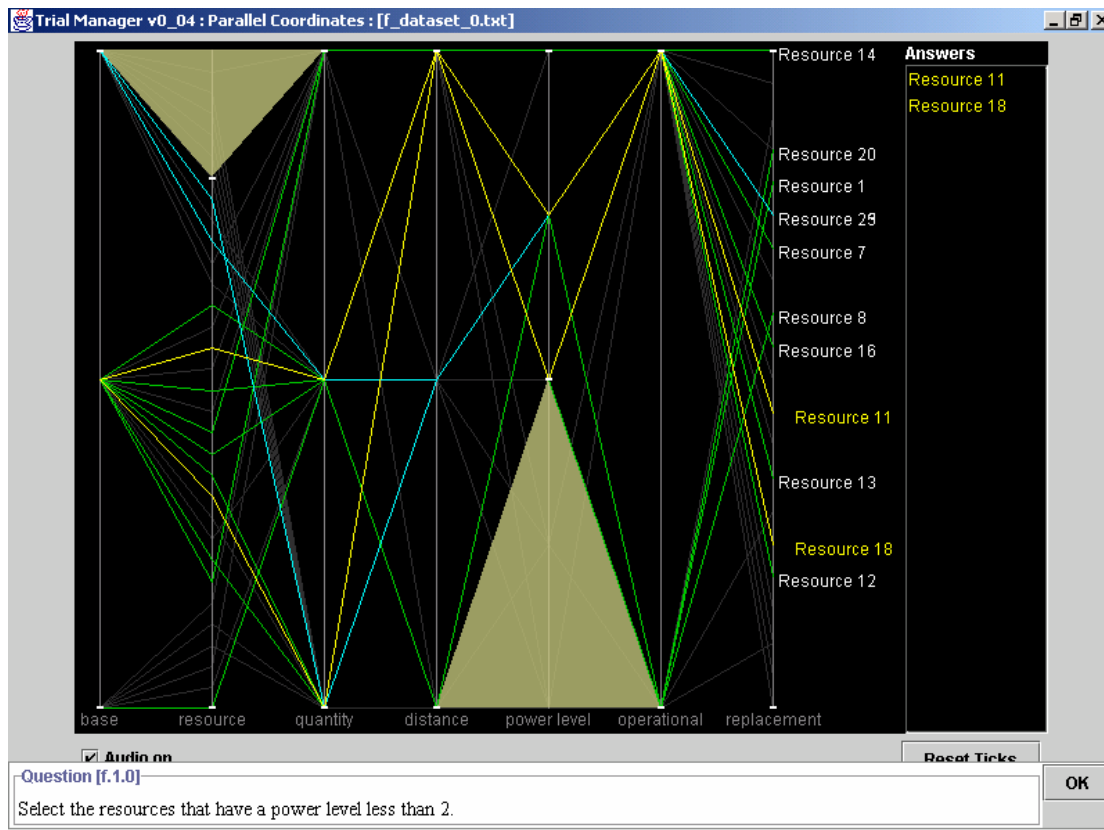 Trial Manager v0_04 : Parallel Coordinates : [f_dataset_0.txt]
Resource 14
Resource 20
Resource 1
Resource 7
Resource 8
Resource 16
Resource 11
Resource 13
Resource 18
Resource 12
Answers
Resource 11
Resource 18
base resource quantity distance power level operational replacement
Audio on
Reset Ticks
Question [f.1.0]
Select the resources that have a power level less than 2.
OK